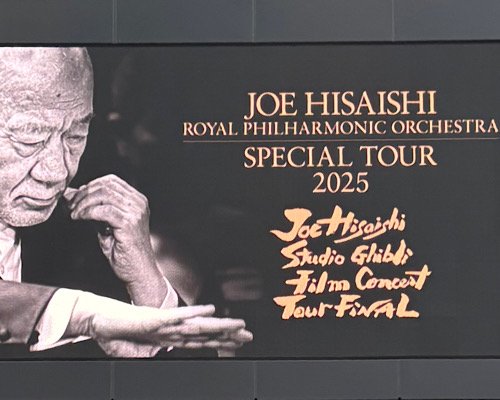 JOE HISAISHI
ROYAL PHILHARMONIC ORCHESTRA
SPECIAL TOUR
2025
Joe Hisaishi
Studio Ghibli
Film Concert
Tour FINAL